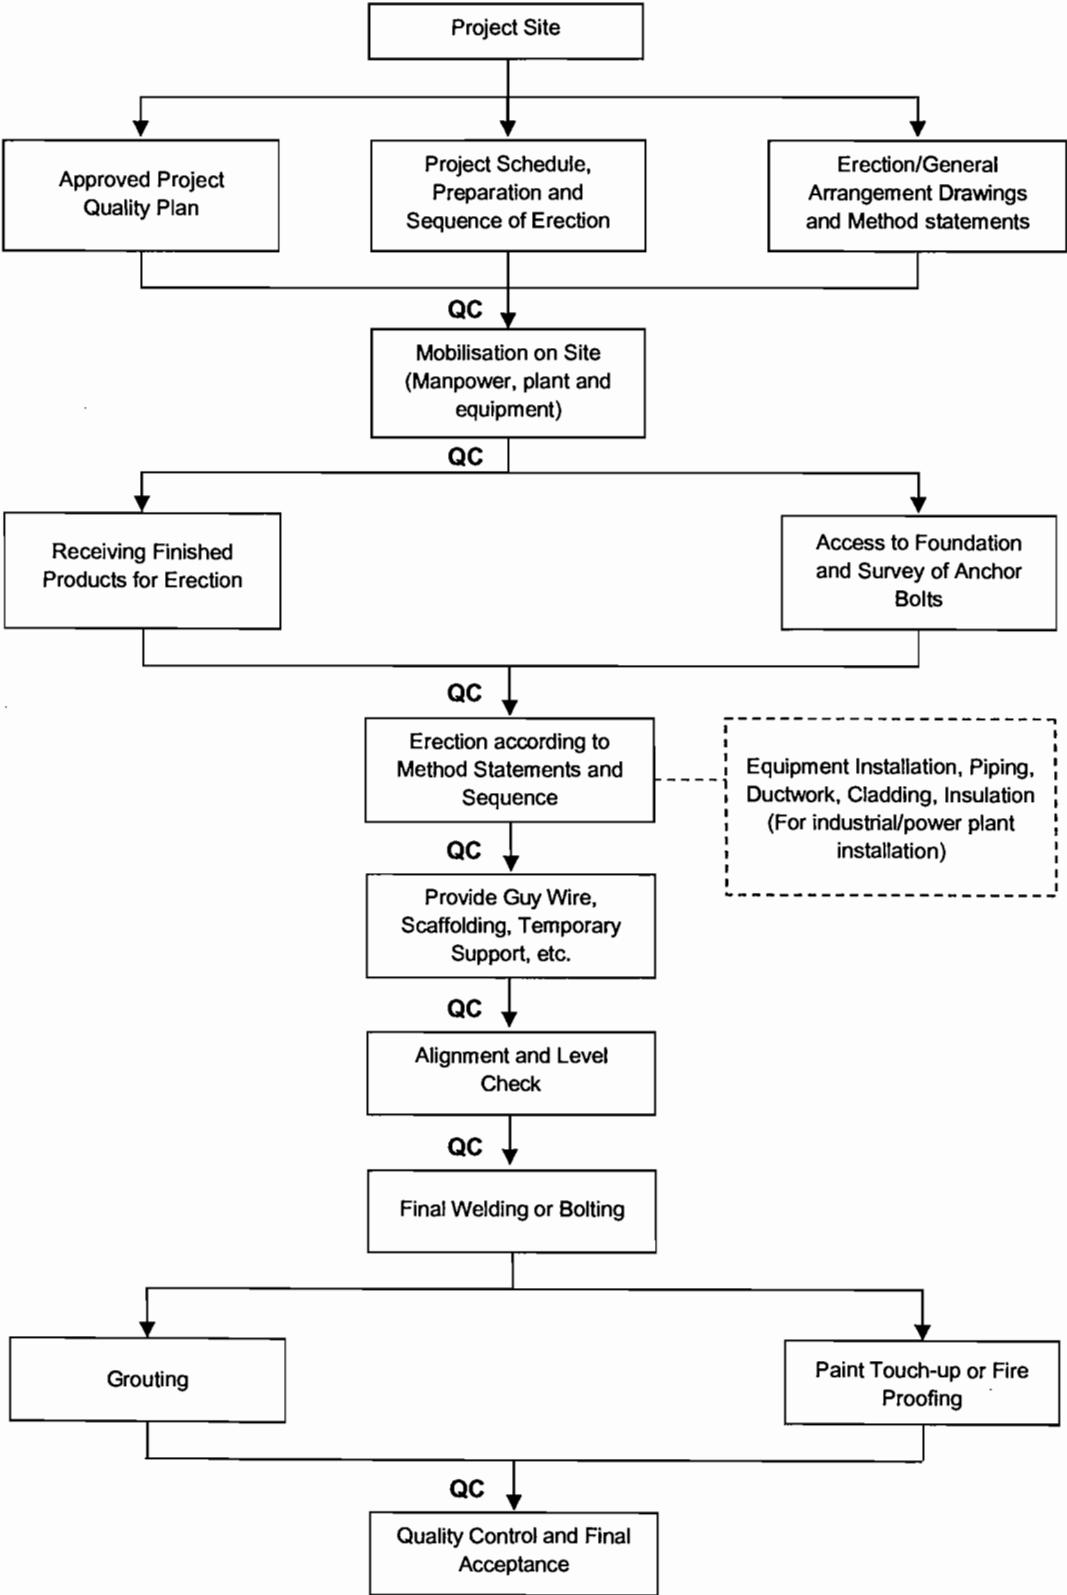 Project Site
Approved Project
Quality Plan
Project Schedule,
Preparation and
Sequence of Erection
Erection/General
Arrangement Drawings
and Method statements
QC
Mobilisation on Site
(Manpower, plant and
equipment)
QC
Receiving Finished
Products for Erection
Access to Foundation
and Survey of Anchor
Bolts
QC
Erection according to
Method Statements and
Sequence
Equipment Installation, Piping,
Ductwork, Cladding, Insulation
(For industrial/power plant
installation)
QC
Provide Guy Wire,
Scaffolding, Temporary
Support, etc.
QC
Alignment and Level
Check
QC
Final Welding or Bolting
Grouting
Paint Touch-up or Fire
Proofing
QC
Quality Control and Final
Acceptance